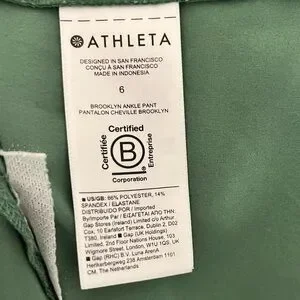 ATHLETA
DESIGNED IN SAN FRANCISCO
CONÇU À SAN FRANCISCO
MADE IN INDONESIA
6
BROOKLYN ANKLE PANT
PANTALON CHEVILLE BROOKLYN
Certified
Certifiée
B
Entreprise
Corporation
US/GB: 86% POLYESTER, 14%
SPANDEX / ELASTANE
DISTRIBUIDO POR / Imported
By/Importé Par / ΕΙΣΑΓΕΤΑΙ ΑΠΟ ΤΗΝ:
Gap Stores (Ireland) Limited c/o Arthur
Cox, 10 Earlsfort Terrace, Dublin 2, D02
T380, Ireland ■ Gap (UK Holdings)
Limited, 2nd Floor Nations House, 103
Wigmore Street, London, W1U 1QS, UK
■ Gap (RHC) B.V. Luna ArenA
Herikerbergweg 238 Amsterdam 1101
CM, The Netherlands